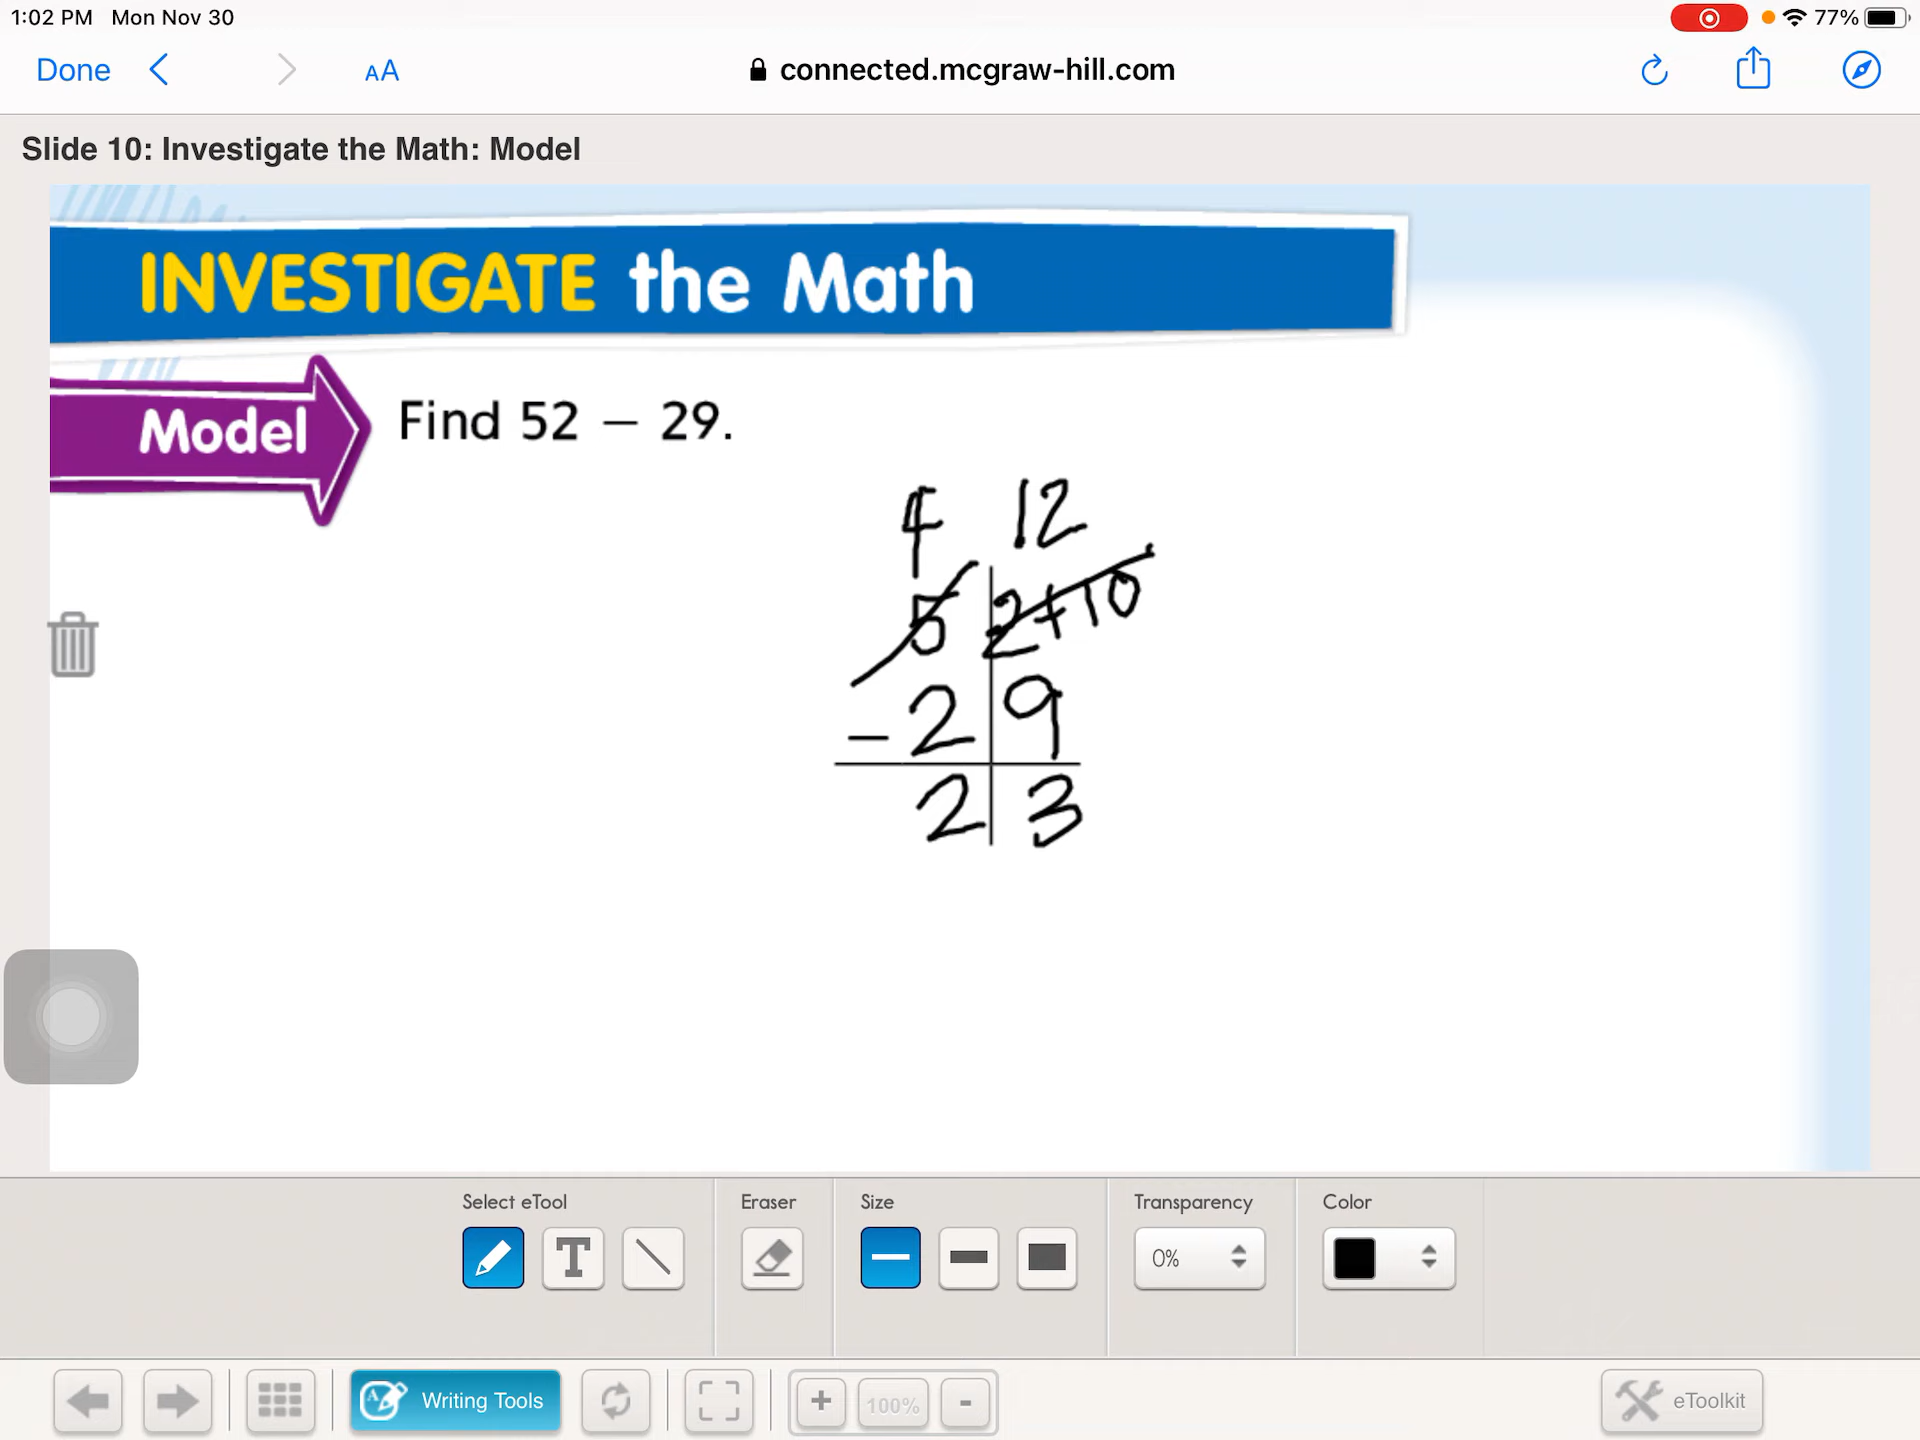 1:02 PM Mon Nov 30 77%
Done AA connected.mcgraw-hill.com
Slide 10: Investigate the Math: Model
INVESTIGATE the Math
Model Find 52 − 29.
4 12
5 2+10
− 2 9
2 3
Select eTool Eraser Size Transparency Color
T 0%
Writing Tools + 100% - eToolkit